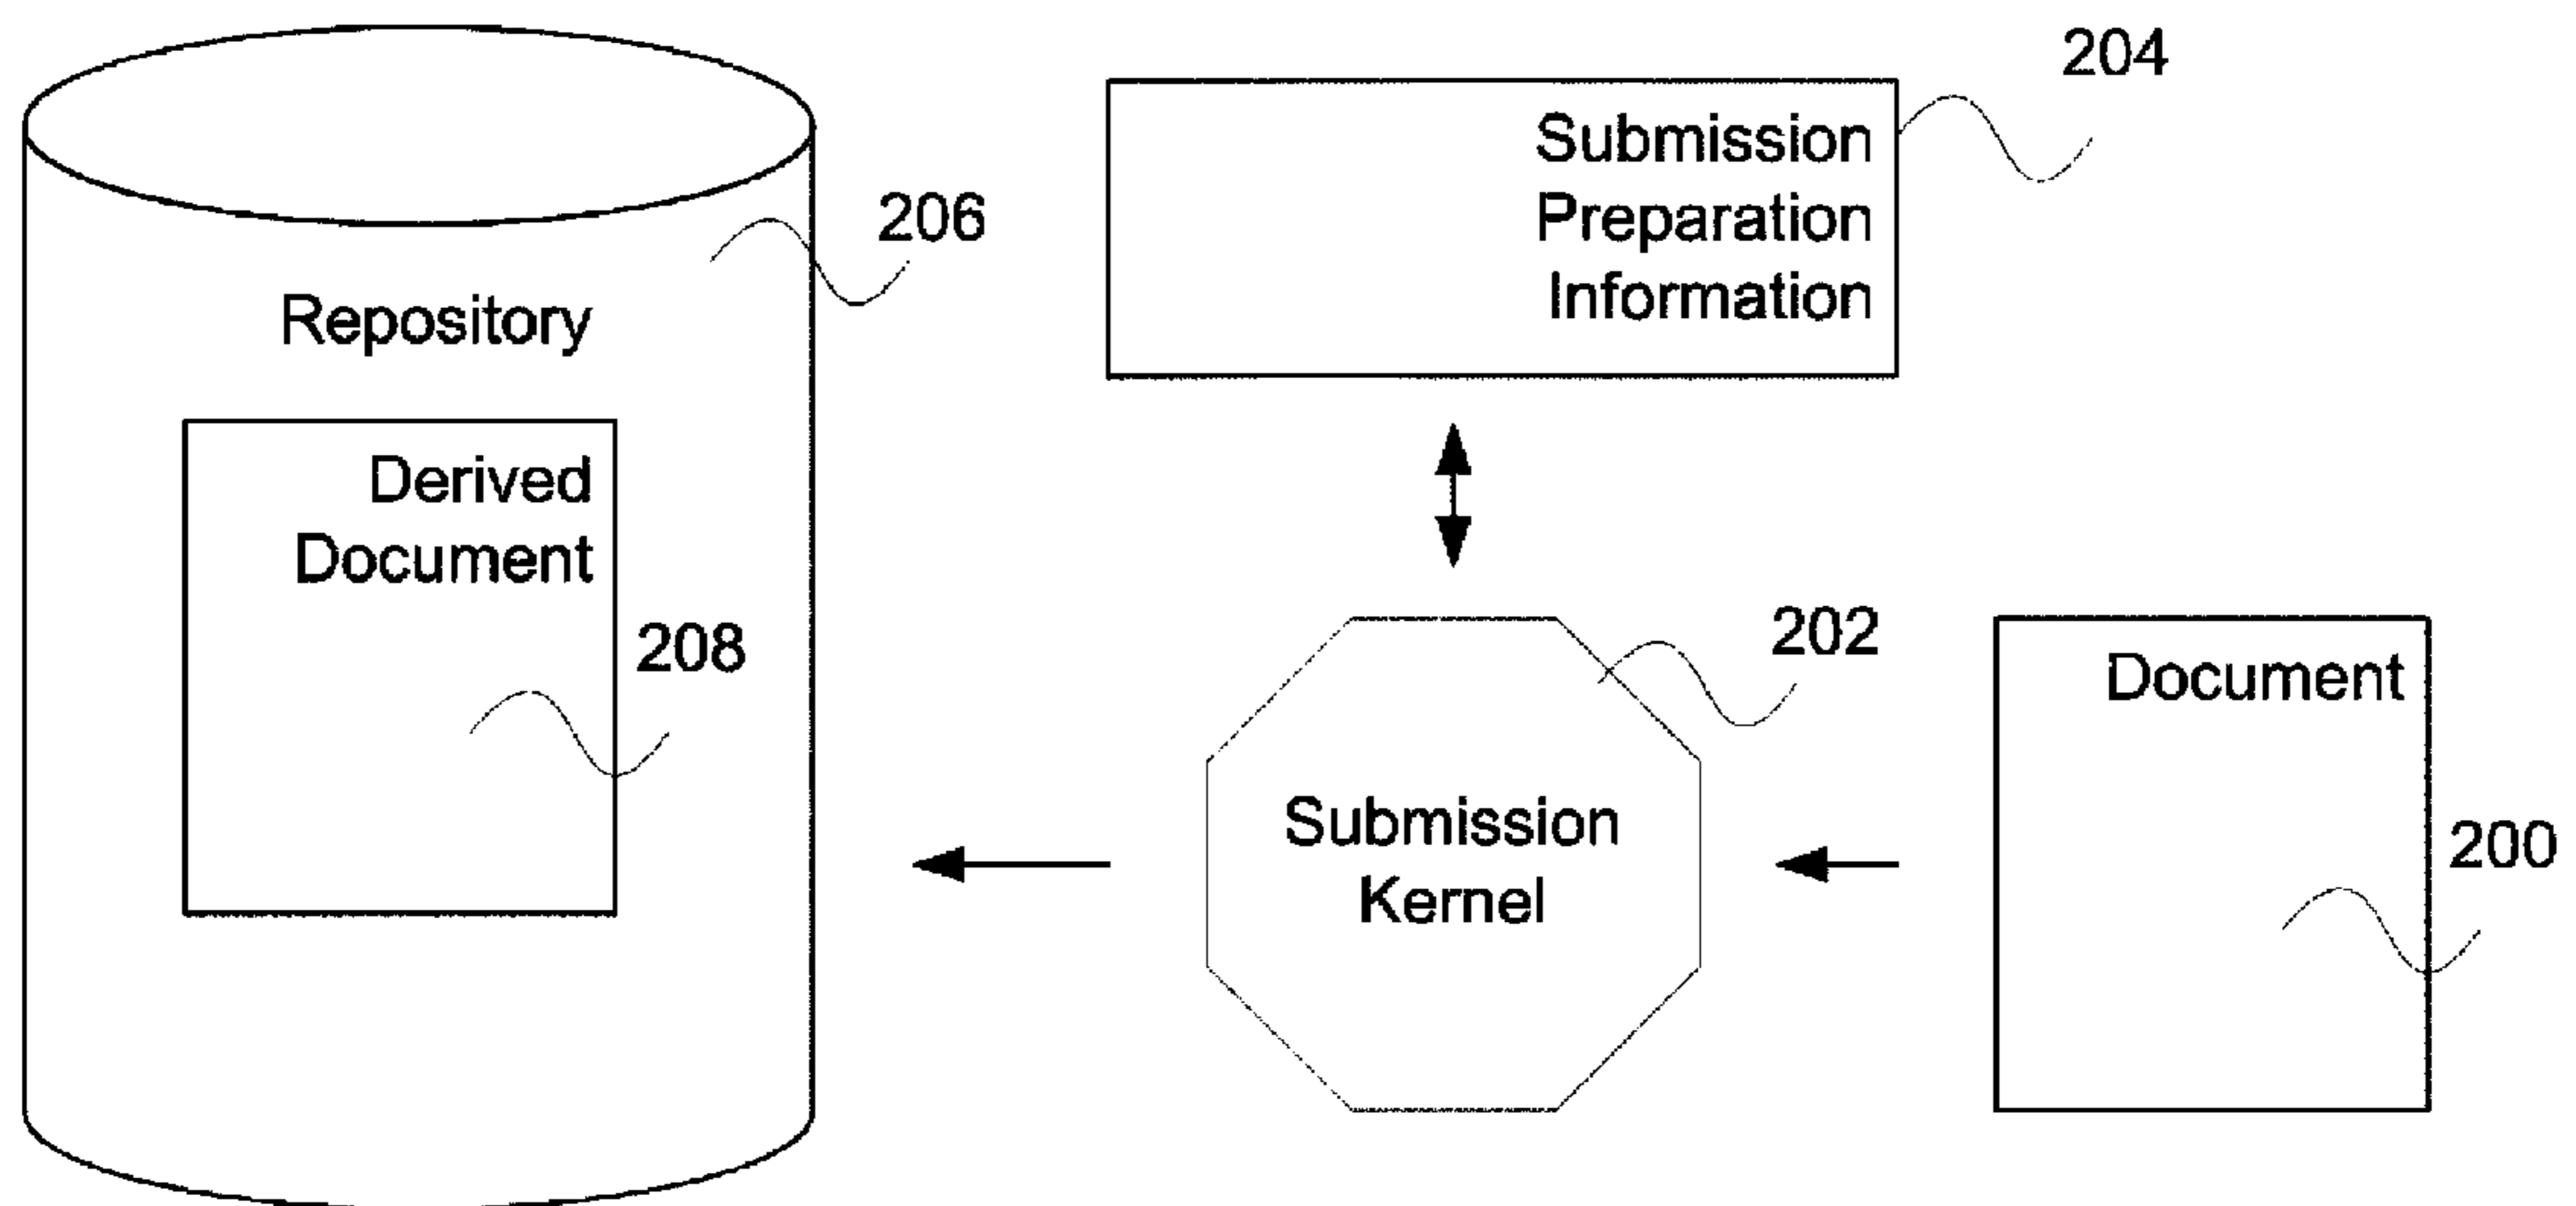 204
Submission
Preparation
Information
206
Repository
Derived
Document
208
202
Submission
Kernel
Document
200